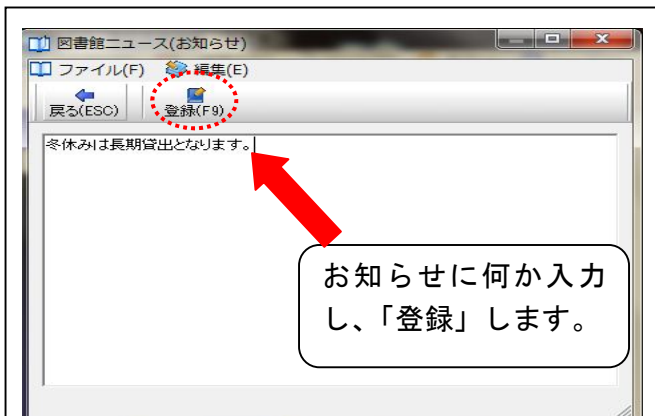 図書館ニュース(お知らせ)
ファイル(F) 編集(E)
戻る(ESC) 登録(F9)
冬休みは長期貸出となります。
お知らせに何か入力
し、「登録」します。